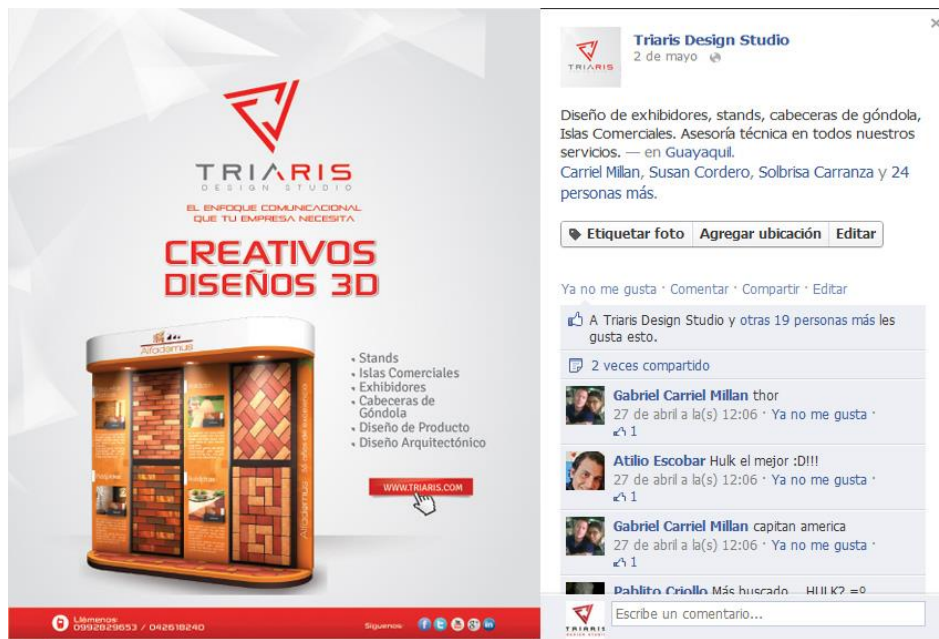 TRIARIS
DESIGN STUDIO
EL ENFOQUE COMUNICACIONAL
QUE TU EMPRESA NECESITA
CREATIVOS
DISEÑOS 3D
Alfadomus
Stands
Islas Comerciales
Exhibidores
Cabeceras de
Góndola
Diseño de Producto
Diseño Arquitectónico
WWW.TRIARIS.COM
Llámenos:
0992829653 / 042618240
Síguenos:
TRIARIS
Triaris Design Studio
2 de mayo
Diseño de exhibidores, stands, cabeceras de góndola,
Islas Comerciales. Asesoría técnica en todos nuestros
servicios. — en Guayaquil.
Carriel Millan, Susan Cordero, Solbrisa Carranza y 24
personas más.
Etiquetar foto Agregar ubicación Editar
Ya no me gusta · Comentar · Compartir · Editar
A Triaris Design Studio y otras 19 personas más les
gusta esto.
2 veces compartido
Gabriel Carriel Millan thor
27 de abril a la(s) 12:06 · Ya no me gusta ·
1
Atilio Escobar Hulk el mejor :D!!!
27 de abril a la(s) 12:06 · Ya no me gusta ·
1
Gabriel Carriel Millan capitan america
27 de abril a la(s) 12:06 · Ya no me gusta ·
1
Pablito Criollo Más buscado... HULK? =º
TRIARIS
DESIGN STUDIO
Escribe un comentario...